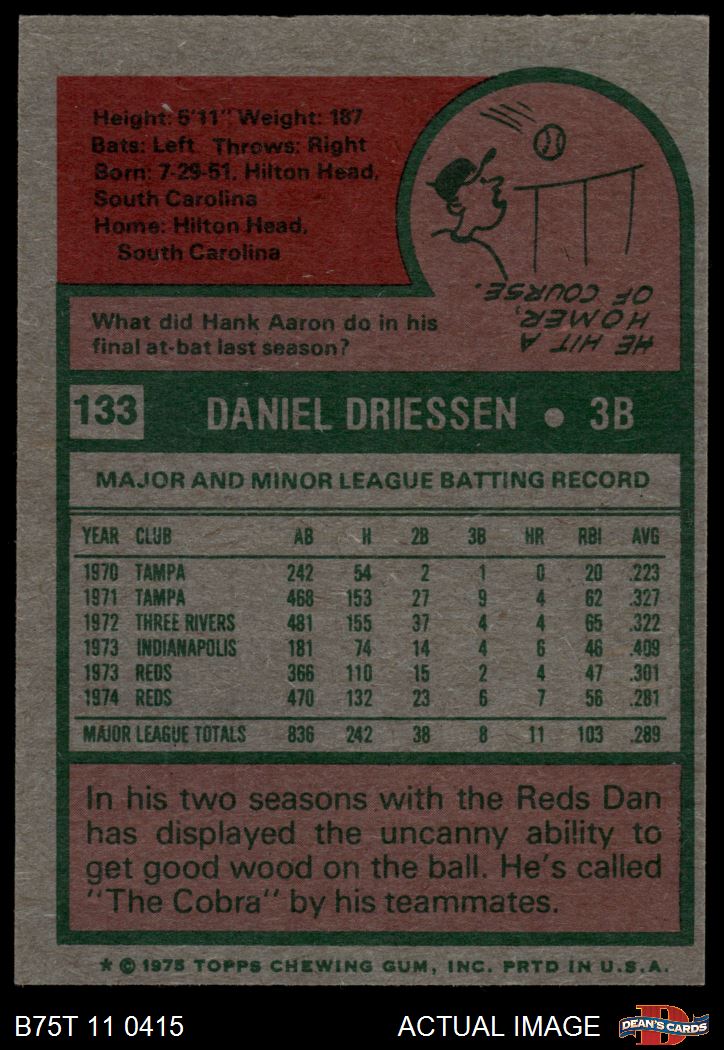 Height: 5'11" Weight: 187
Bats: Left Throws: Right
Born: 7-29-51, Hilton Head,
South Carolina
Home: Hilton Head,
South Carolina
What did Hank Aaron do in his
final at-bat last season?
HE HIT A
HOMER,
OF COURSE.
133 DANIEL DRIESSEN • 3B
MAJOR AND MINOR LEAGUE BATTING RECORD
YEAR CLUB AB H 2B 3B HR RBI AVG
1970 TAMPA 242 54 2 1 0 20 .223
1971 TAMPA 468 153 27 9 4 62 .327
1972 THREE RIVERS 481 155 37 4 4 65 .322
1973 INDIANAPOLIS 181 74 14 4 6 46 .409
1973 REDS 366 110 15 2 4 47 .301
1974 REDS 470 132 23 6 7 56 .281
MAJOR LEAGUE TOTALS 836 242 38 8 11 103 .289
In his two seasons with the Reds Dan
has displayed the uncanny ability to
get good wood on the ball. He's called
"The Cobra" by his teammates.
* © 1975 TOPPS CHEWING GUM, INC. PRTD IN U.S.A.
B75T 11 0415 ACTUAL IMAGE DEAN'S CARDS